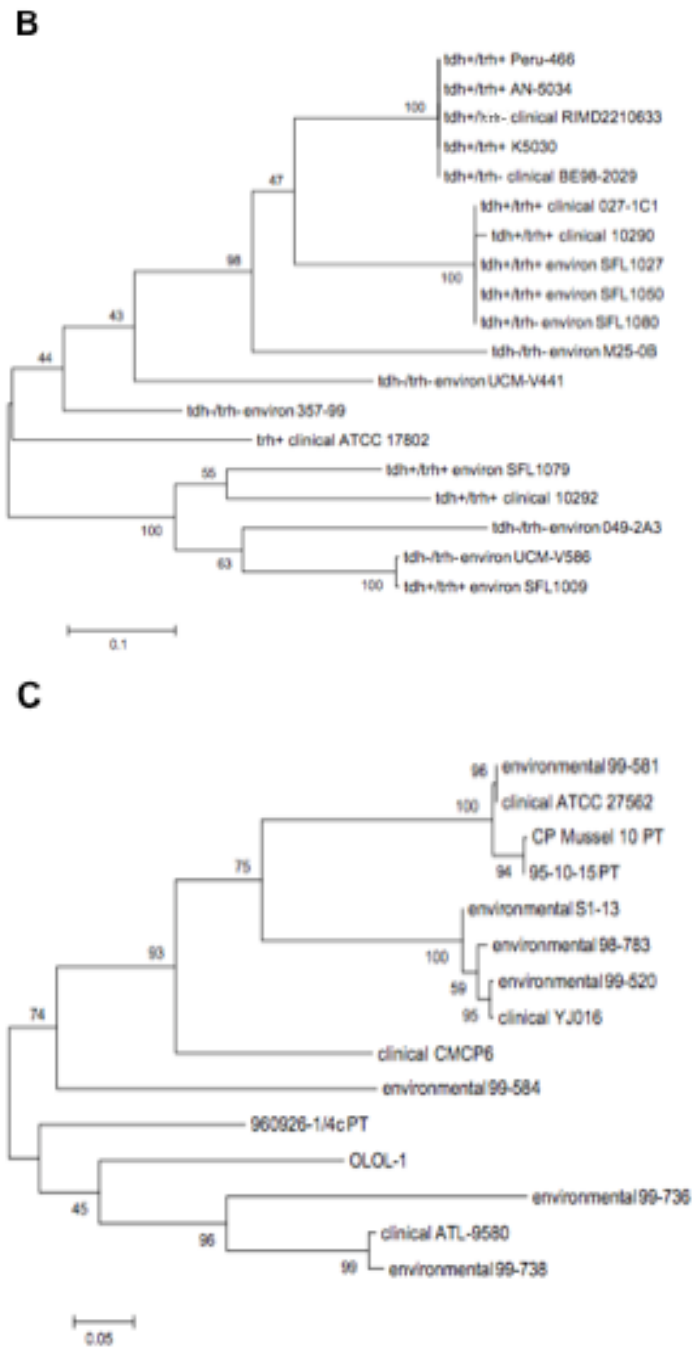 B
tdh+/trh+ Peru-466
tdh+/trh+ AN-5034
100
tdh+/trh-. clinical RIMD2210633
tdh+/trh+ K5030
tdh+/trh- clinical BE98-2029
47
tdh+/trh+ clinical 027-1C1
tdh+/trh+ clinical 10290
98
tdh+/trh+ environ SFL1027
100
tdh+/trh+ environ SFL1050
43
tdh+/trh- environ SFL1080
44
tdh-/trh- environ M25-0B
tdh-/trh- environ UCM-V441
tdh-/trh- environ 357-99
trh+ clinical ATCC 17802
55
tdh+/trh+ environ SFL1079
tdh+/trh+ clinical 10292
100
tdh-/trh- environ 049-2A3
63
tdh-/trh- environ UCM-V586
100
tdh+/trh+ environ SFL1009
0.1
C
96
environmental 99-581
100
clinical ATCC 27562
CP Mussel 10 PT
75
94
95-10-15 PT
environmental S1-13
93
100
environmental 98-783
59
environmental 99-520
74
95
clinical YJ016
clinical CMCP6
environmental 99-584
960926-1/4c PT
OLOL-1
45
environmental 99-736
96
clinical ATL-9580
99
environmental 99-738
0.05